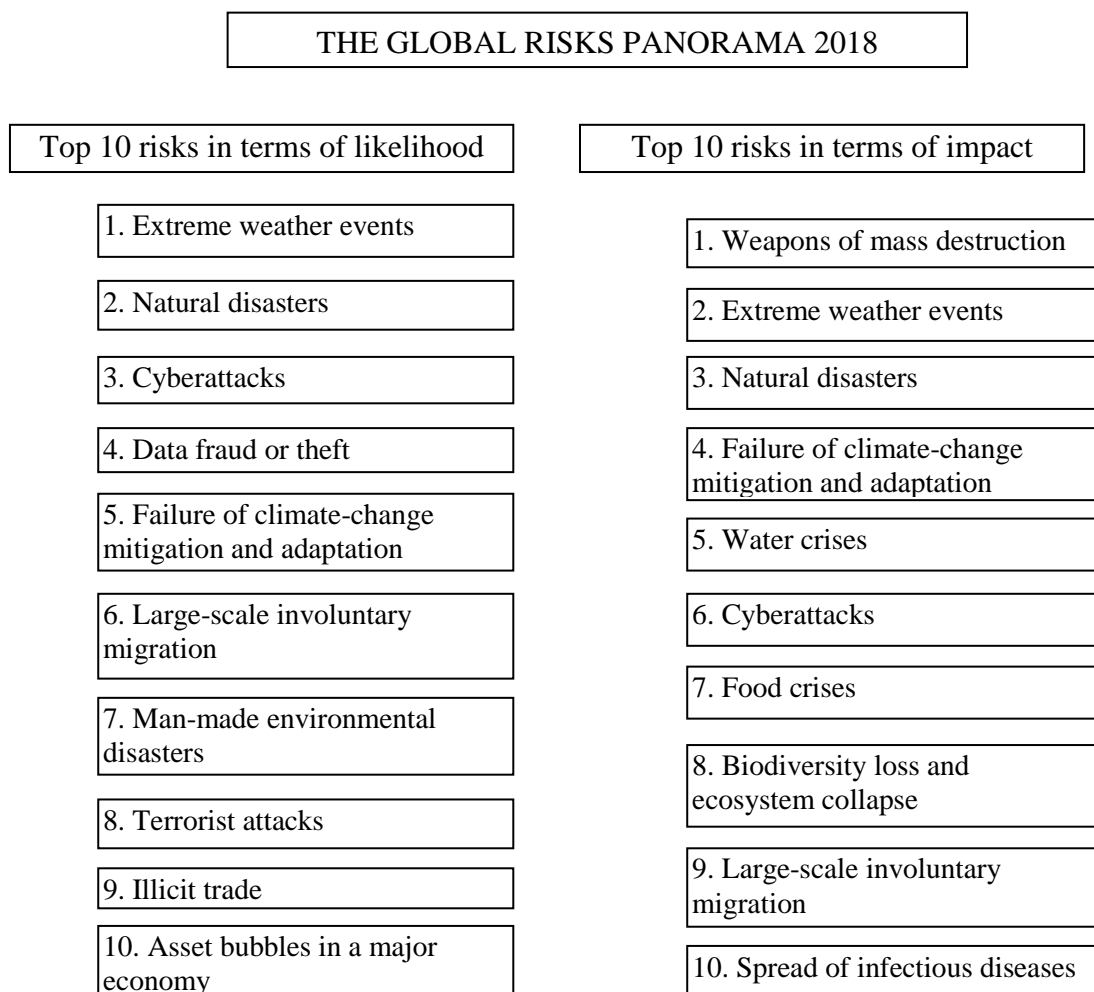 THE GLOBAL RISKS PANORAMA 2018
Top 10 risks in terms of likelihood
1. Extreme weather events
2. Natural disasters
3. Cyberattacks
4. Data fraud or theft
5. Failure of climate-change
mitigation and adaptation
6. Large-scale involuntary
migration
7. Man-made environmental
disasters
8. Terrorist attacks
9. Illicit trade
10. Asset bubbles in a major
economy
Top 10 risks in terms of impact
1. Weapons of mass destruction
2. Extreme weather events
3. Natural disasters
4. Failure of climate-change
mitigation and adaptation
5. Water crises
6. Cyberattacks
7. Food crises
8. Biodiversity loss and
ecosystem collapse
9. Large-scale involuntary
migration
10. Spread of infectious diseases